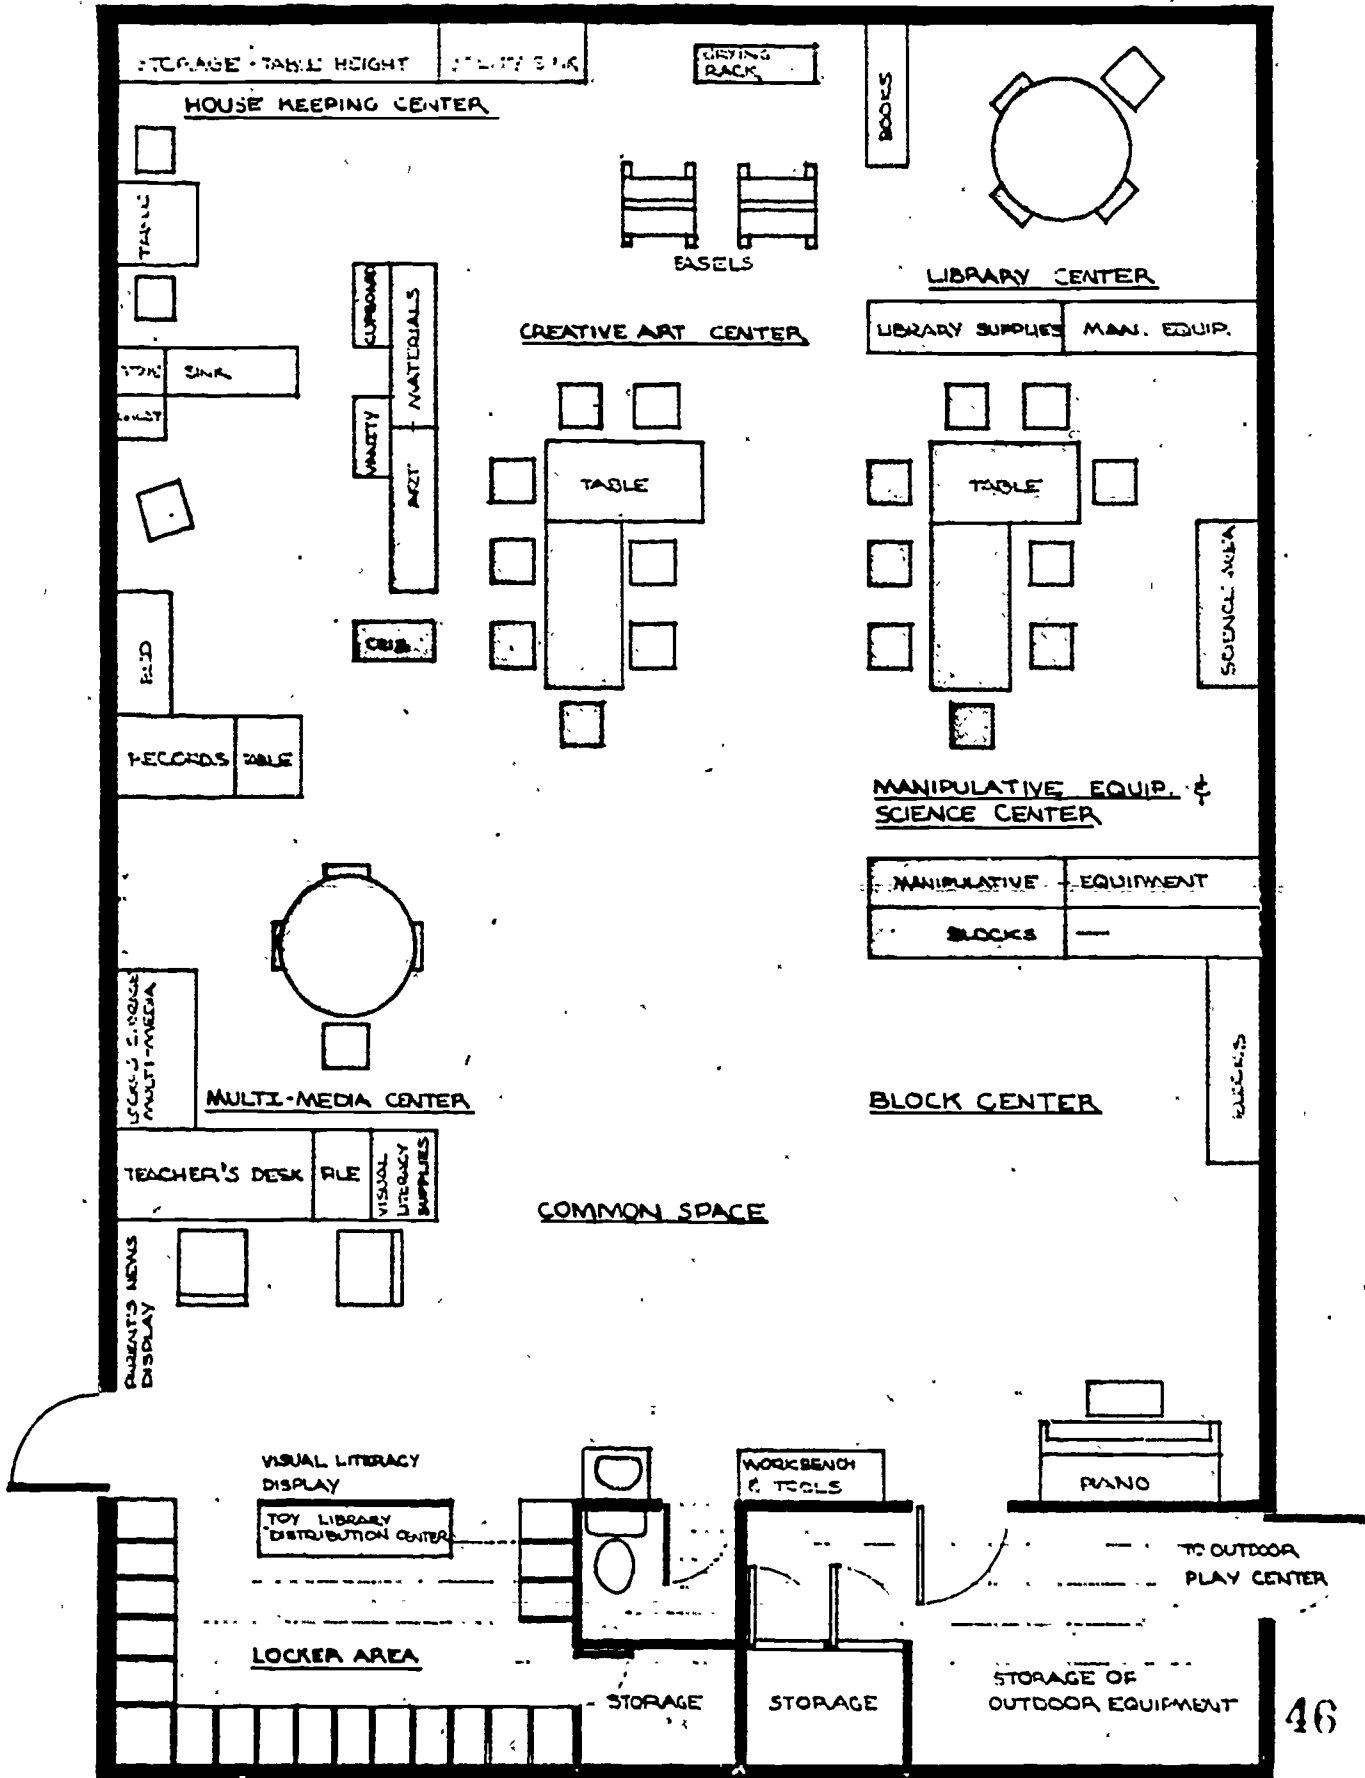 STORAGE - TABLE HEIGHT
UTILITY SINK
DRYING
RACK
BOOKS
HOUSE KEEPING CENTER
TABLE
EASELS
LIBRARY CENTER
CUPBOARD
ART MATERIALS
CREATIVE ART CENTER
LIBRARY SUPPLIES
MAN. EQUIP.
SINK
VANITY
TABLE
TABLE
SCIENCE AREA
CRIB
BED
RECORDS
TABLE
MANIPULATIVE EQUIP. &
SCIENCE CENTER
MANIPULATIVE EQUIPMENT
BLOCKS —
LOCKED STORAGE
MULTI-MEDIA
BLOCKS
MULTI-MEDIA CENTER
BLOCK CENTER
TEACHER'S DESK
FILE
VISUAL
LITERACY
SUPPLIES
COMMON SPACE
PARENT'S NEWS
DISPLAY
VISUAL LITERACY
DISPLAY
WORKBENCH
& TOOLS
PIANO
TOY LIBRARY
DISTRIBUTION CENTER
TO OUTDOOR
PLAY CENTER
LOCKER AREA
STORAGE
STORAGE
STORAGE OF
OUTDOOR EQUIPMENT
46